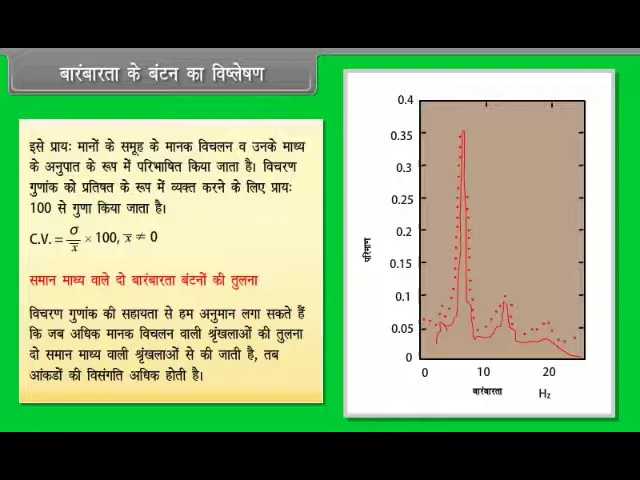 बारंबारता के बंटन का विष्लेषण
इसे प्रायः मानों के समूह के मानक विचलन व उनके माध्य
के अनुपात के रूप में परिभाषित किया जाता है। विचरण
गुणांक को प्रतिषत के रूप में व्यक्त करने के लिए प्रायः
100 से गुणा किया जाता है।
C.V. = σ/x̅ × 100, x̅ ≠ 0
समान माध्य वाले दो बारंबारता बंटनों की तुलना
विचरण गुणांक की सहायता से हम अनुमान लगा सकते हैं
कि जब अधिक मानक विचलन वाली श्रृंखलाओं की तुलना
दो समान माध्य वाली श्रृंखलाओं से की जाती है, तब
आंकडों की विसंगति अधिक होती है।
0.4
0.35
0.3
0.25
0.2
0.15
0.1
0.05
0
परिमाण
0 10 20
बारंबारता Hz